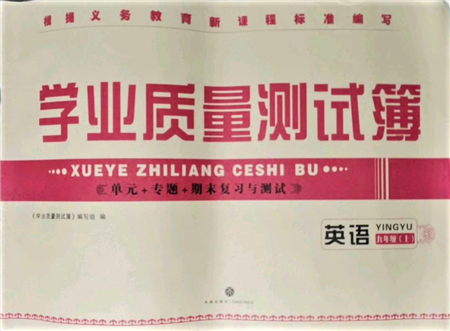 根据义务教育质量新课程标准编写
学业质量测试簿
XUEYE ZHILIANG CESHI BU
单元+专题+期末复习与测试
《学业质量测试簿》编写组 编
英语 YINGYU
九年级(上)